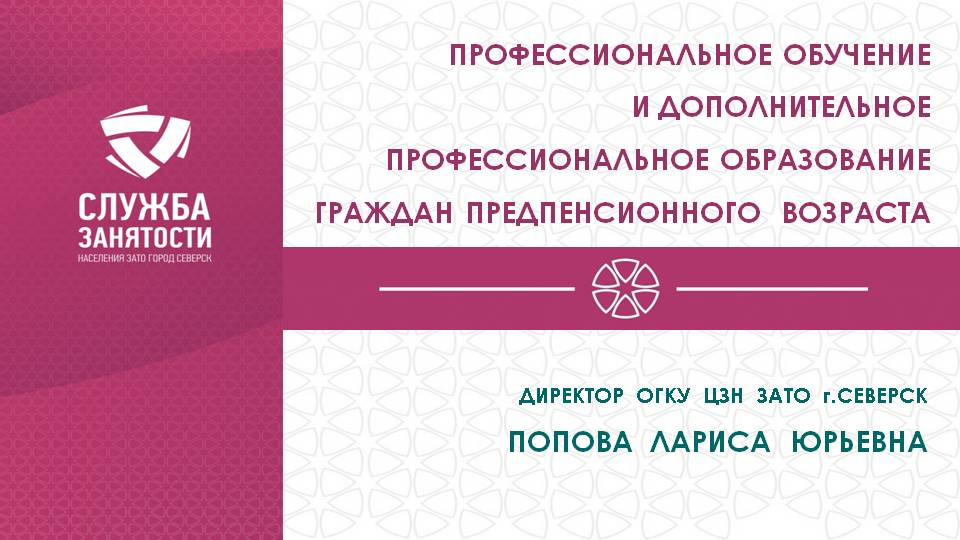 СЛУЖБА
ЗАНЯТОСТИ
НАСЕЛЕНИЯ ЗАТО ГОРОД СЕВЕРСК
ПРОФЕССИОНАЛЬНОЕ ОБУЧЕНИЕ
И ДОПОЛНИТЕЛЬНОЕ
ПРОФЕССИОНАЛЬНОЕ ОБРАЗОВАНИЕ
ГРАЖДАН ПРЕДПЕНСИОННОГО ВОЗРАСТА
ДИРЕКТОР ОГКУ ЦЗН ЗАТО г.СЕВЕРСК
ПОПОВА ЛАРИСА ЮРЬЕВНА